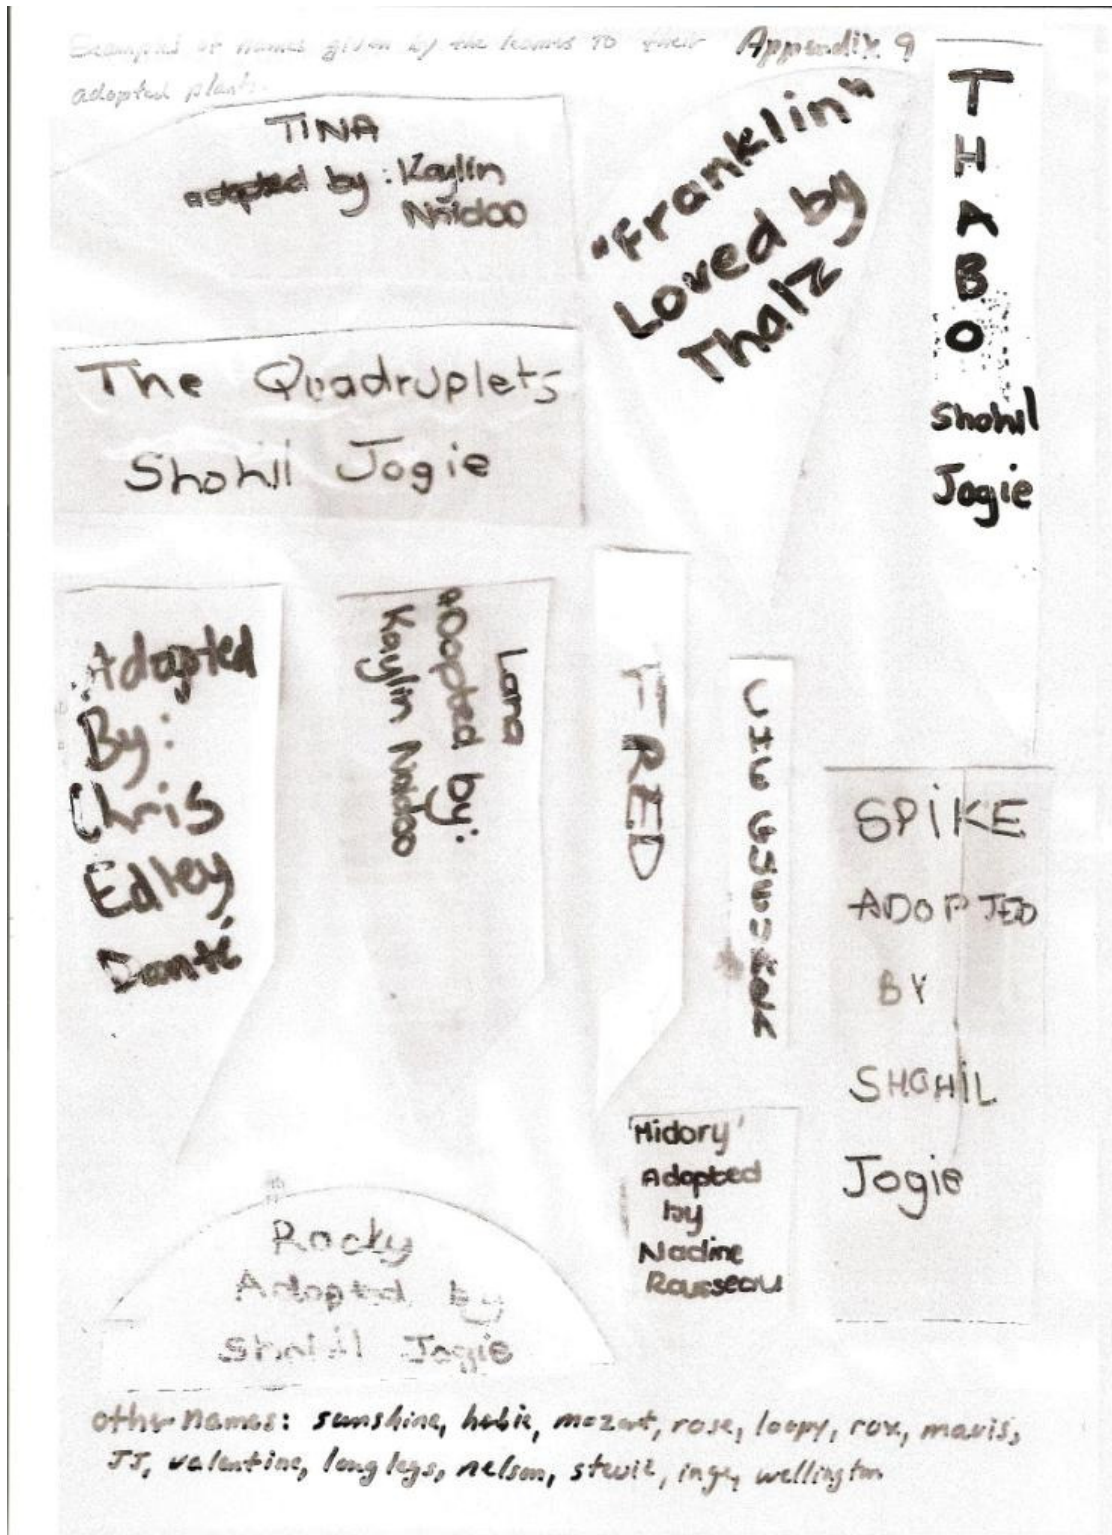 Examples of names given by the learners to their Appendix 9
adopted plants.
TINA
adopted by: Kaylin
Naidoo
"Franklin"
Loved by
Thalz
THABO
Shohil
Jogie
The Quadruplets
Shohil Jogie
Adopted
By:
Chris
Edley
Danté
Lana
ADopted by:
Kaylin Naidoo
FRED
SPiKE
ADOPTED
BY
SHOHiL
Jogie
'Midory'
Adopted
by
Nadine
Rousseau
Rocky
Adopted by
Shohil Jogie
other names: sunshine, hobie, mozart, rose, loopy, rox, mavis,
JJ, valentine, long legs, nelson, stevie, inge, wellington